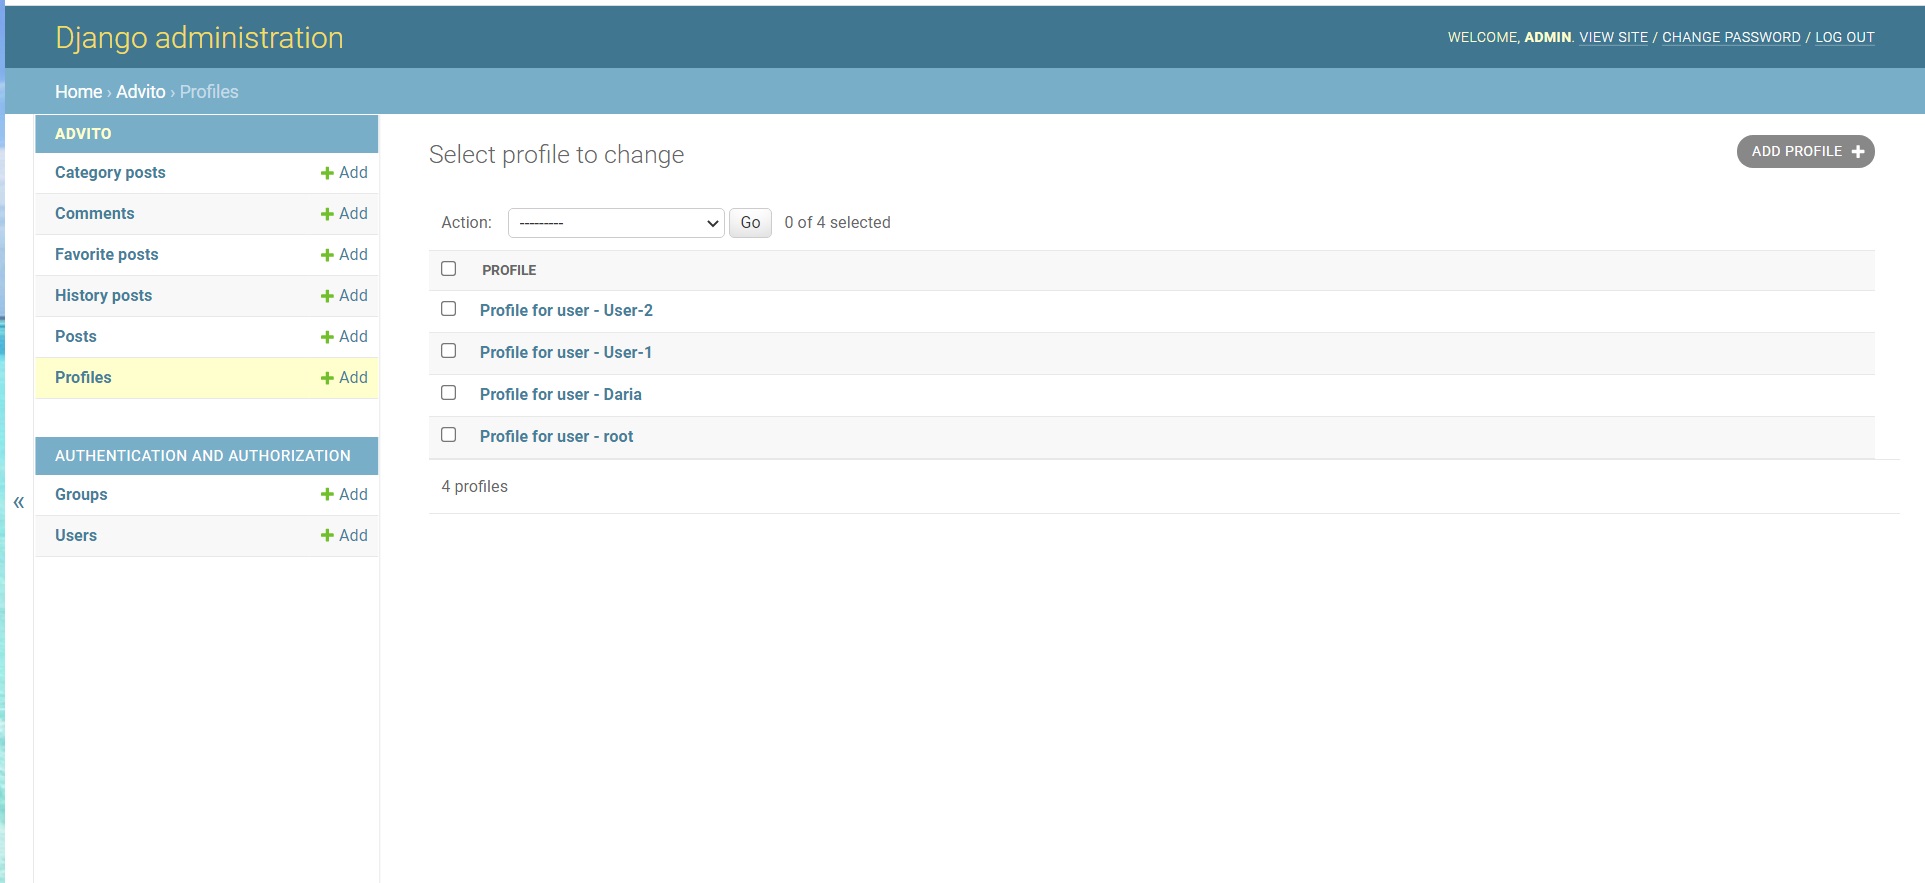 Django administration
WELCOME, ADMIN. VIEW SITE / CHANGE PASSWORD / LOG OUT
Home › Advito › Profiles
ADVITO
Category posts Add
Comments Add
Favorite posts Add
History posts Add
Posts Add
Profiles Add
AUTHENTICATION AND AUTHORIZATION
Groups Add
Users Add
«
Select profile to change
ADD PROFILE
Action: --------- Go 0 of 4 selected
PROFILE
Profile for user - User-2
Profile for user - User-1
Profile for user - Daria
Profile for user - root
4 profiles